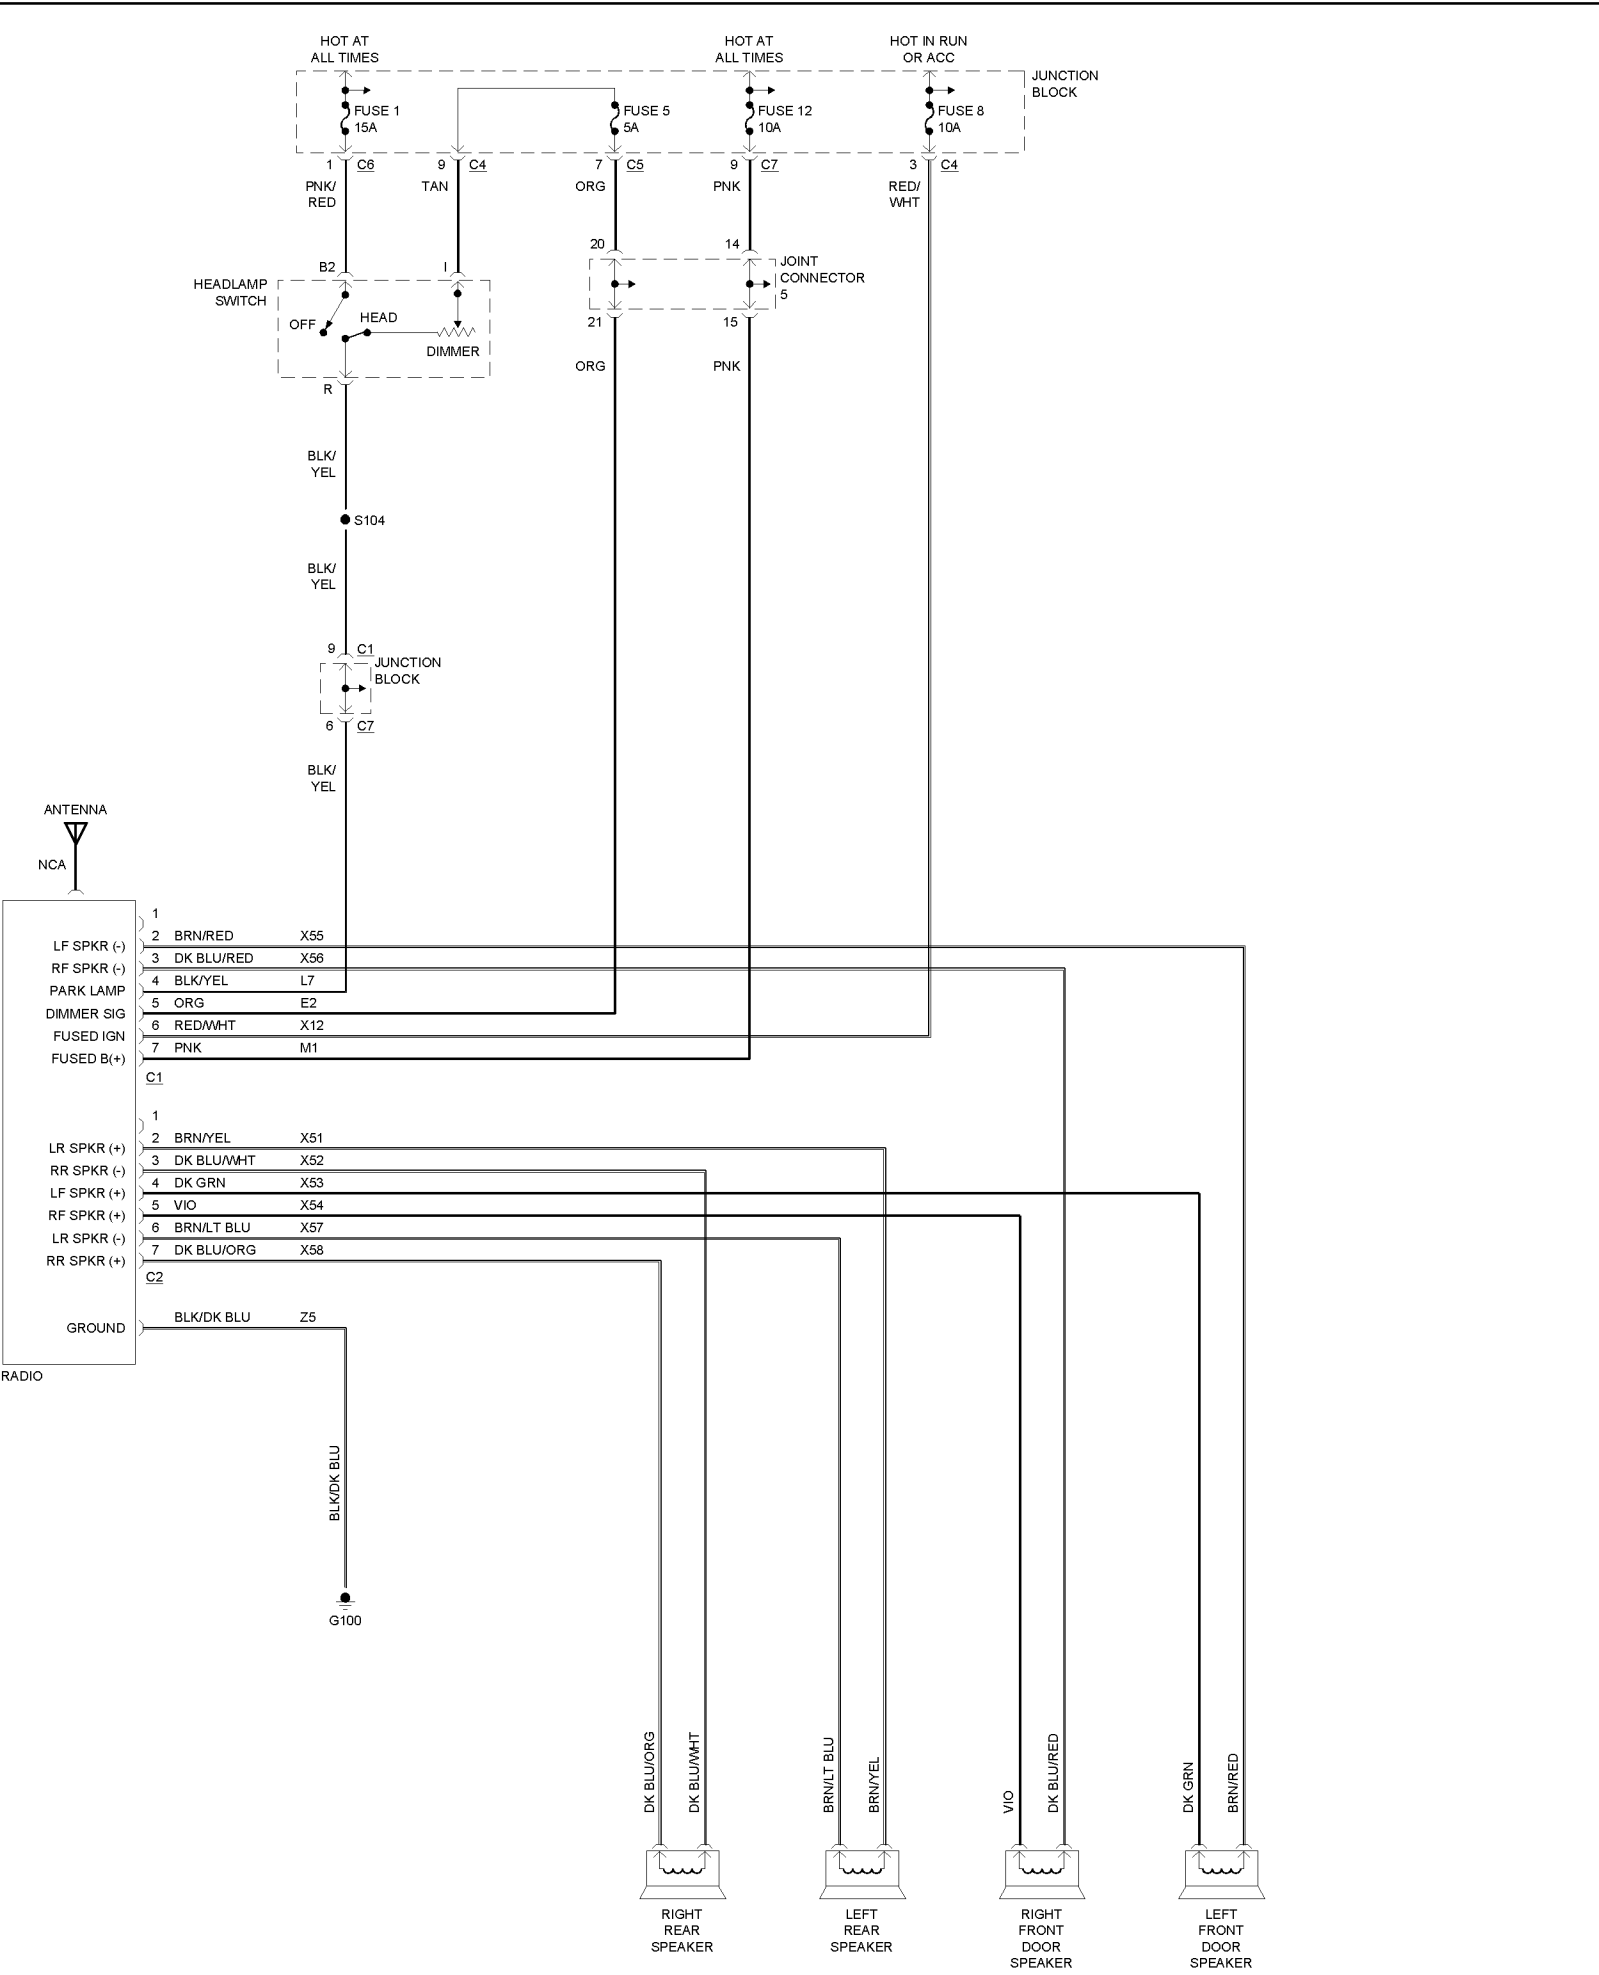 HOT AT
ALL TIMES
HOT AT
ALL TIMES
HOT IN RUN
OR ACC
JUNCTION
BLOCK
FUSE 1
15A
FUSE 5
5A
FUSE 12
10A
FUSE 8
10A
1 C6
9 C4
7 C5
9 C7
3 C4
PNK/
RED
TAN
ORG
PNK
RED/
WHT
B2
I
20
14
HEADLAMP
SWITCH
OFF
HEAD
DIMMER
JOINT
CONNECTOR
5
R
21
15
ORG
PNK
BLK/
YEL
S104
BLK/
YEL
9 C1
JUNCTION
BLOCK
6 C7
BLK/
YEL
ANTENNA
NCA
1
LF SPKR (-) 2 BRN/RED X55
RF SPKR (-) 3 DK BLU/RED X56
PARK LAMP 4 BLK/YEL L7
DIMMER SIG 5 ORG E2
FUSED IGN 6 RED/WHT X12
FUSED B(+) 7 PNK M1
C1
1
LR SPKR (+) 2 BRN/YEL X51
RR SPKR (-) 3 DK BLU/WHT X52
LF SPKR (+) 4 DK GRN X53
RF SPKR (+) 5 VIO X54
LR SPKR (-) 6 BRN/LT BLU X57
RR SPKR (+) 7 DK BLU/ORG X58
C2
GROUND BLK/DK BLU Z5
RADIO
BLK/DK BLU
G100
DK BLU/ORG
DK BLU/WHT
BRN/LT BLU
BRN/YEL
VIO
DK BLU/RED
DK GRN
BRN/RED
RIGHT
REAR
SPEAKER
LEFT
REAR
SPEAKER
RIGHT
FRONT
DOOR
SPEAKER
LEFT
FRONT
DOOR
SPEAKER